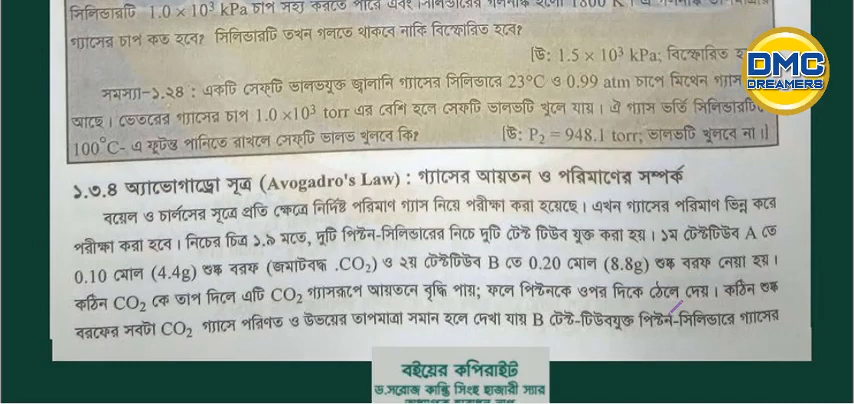 সিলিন্ডারটি 1.0 × 10³ kPa চাপ সহ্য করতে পারে এবং সিলিন্ডারের গলনাঙ্ক হলো 1800 K।
গ্যাসের চাপ কত হবে? সিলিন্ডারটি তখন গলতে থাকবে নাকি বিস্ফোরিত হবে?
[উ: 1.5 × 10³ kPa; বিস্ফোরিত
সমস্যা-১.২৪ : একটি সেফ্টি ভালভযুক্ত জ্বালানি গ্যাসের সিলিন্ডারে 23°C ও 0.99 atm চাপে মিথেন গ্যাস
আছে। ভেতরের গ্যাসের চাপ 1.0 ×10³ torr এর বেশি হলে সেফটি ভালভটি খুলে যায়। ঐ গ্যাস ভর্তি সিলিন্ডারটি
100°C- এ ফুটন্ত পানিতে রাখলে সেফ্টি ভালভ খুলবে কি? [উ: P₂ = 948.1 torr; ভালভটি খুলবে না।]
১.৩.৪ অ্যাভোগাড্রো সূত্র (Avogadro's Law) : গ্যাসের আয়তন ও পরিমাণের সম্পর্ক
বয়েল ও চার্লসের সূত্রে প্রতি ক্ষেত্রে নির্দিষ্ট পরিমাণ গ্যাস নিয়ে পরীক্ষা করা হয়েছে। এখন গ্যাসের পরিমাণ ভিন্ন করে
পরীক্ষা করা হবে। নিচের চিত্র ১.৯ মতে, দুটি পিস্টন-সিলিন্ডারের নিচে দুটি টেস্ট টিউব যুক্ত করা হয়। ১ম টেস্টটিউব A তে
0.10 মোল (4.4g) শুষ্ক বরফ (জমাটবদ্ধ .CO₂) ও ২য় টেস্টটিউব B তে 0.20 মোল (8.8g) শুষ্ক বরফ নেয়া হয়।
কঠিন CO₂ কে তাপ দিলে এটি CO₂ গ্যাসরূপে আয়তনে বৃদ্ধি পায়; ফলে পিস্টনকে ওপর দিকে ঠেলে দেয়। কঠিন শুষ্ক
বরফের সবটা CO₂ গ্যাসে পরিণত ও উভয়ের তাপমাত্রা সমান হলে দেখা যায় B টেস্ট-টিউবযুক্ত পিস্টন-সিলিন্ডারে গ্যাসের
DMC
DREAMERS
বইয়ের কপিরাইট
ড.সরোজ কান্তি সিংহ হাজারী স্যার